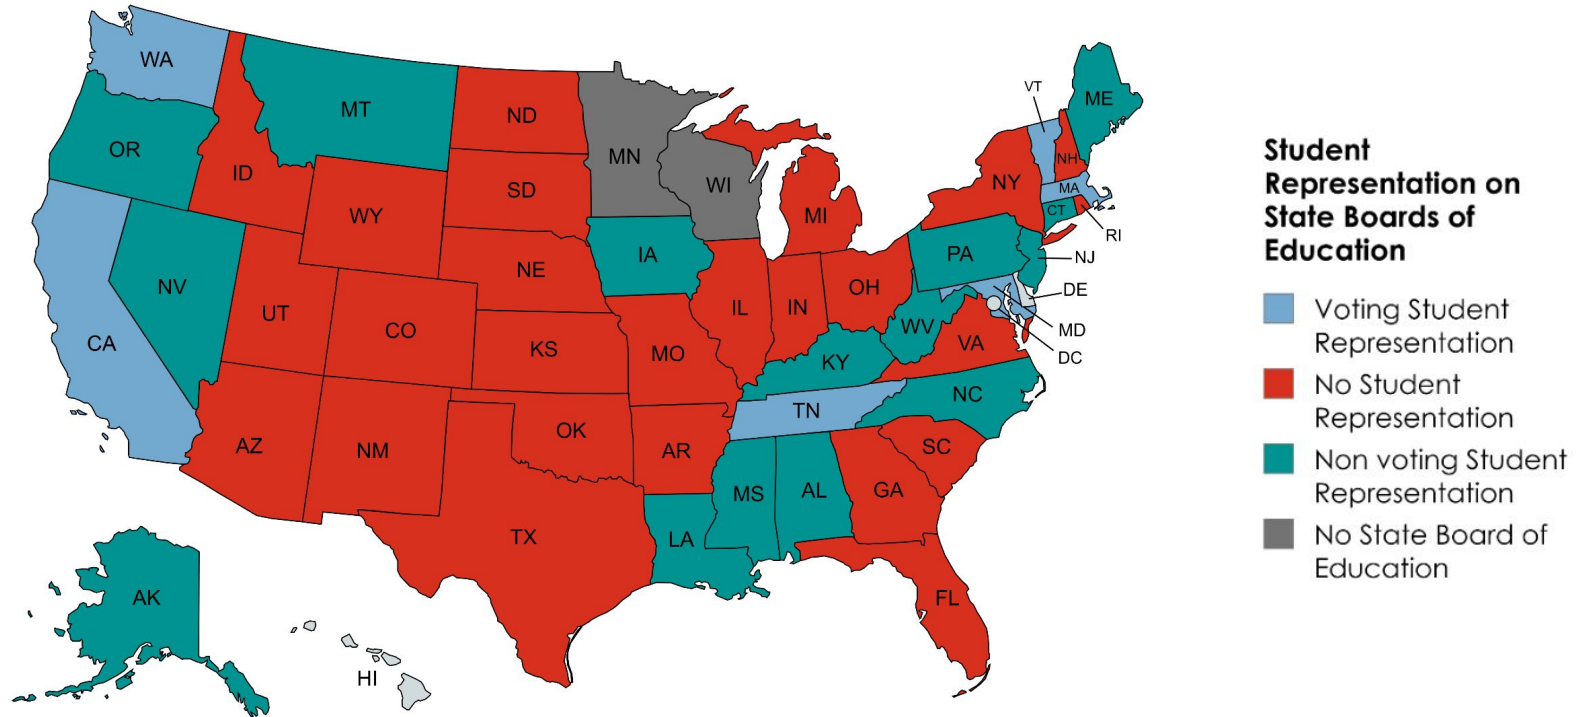 WA
MT
ND
MN
OR
ID
SD
WI
WY
MI
NY
VT
ME
NH
MA
CT
RI
NJ
PA
DE
MD
DC
NV
UT
CO
NE
IA
IL
IN
OH
WV
VA
KY
CA
KS
MO
TN
NC
AZ
NM
OK
AR
SC
MS
AL
GA
TX
LA
FL
AK
HI
Student
Representation on
State Boards of
Education
Voting Student
Representation
No Student
Representation
Non voting Student
Representation
No State Board of
Education